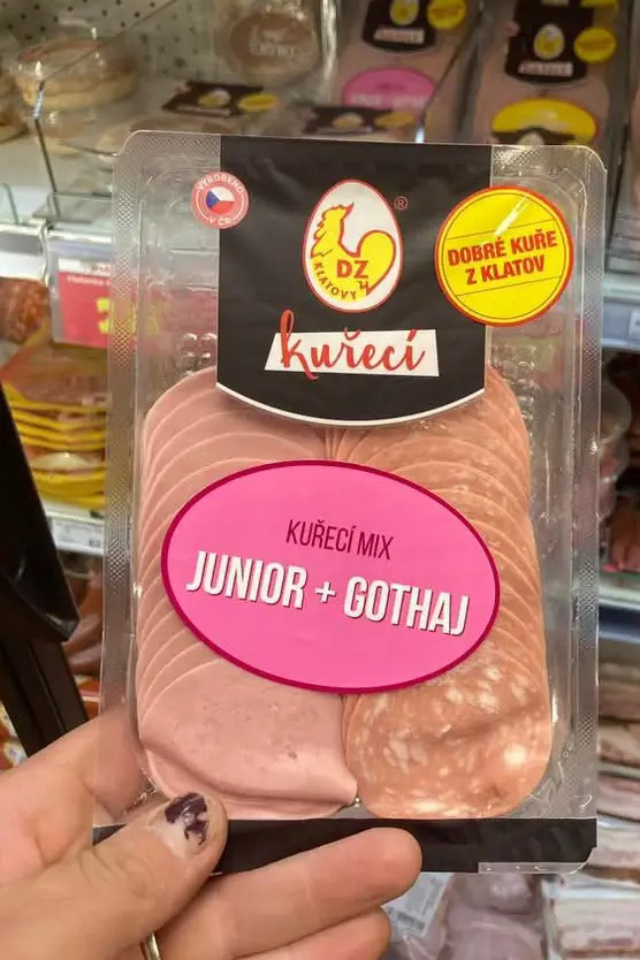 VYROBENO
V ČR
DZ
KLATOVY
®
DOBRÉ KUŘE
Z KLATOV
kuřecí
KUŘECÍ MIX
JUNIOR + GOTHAJ